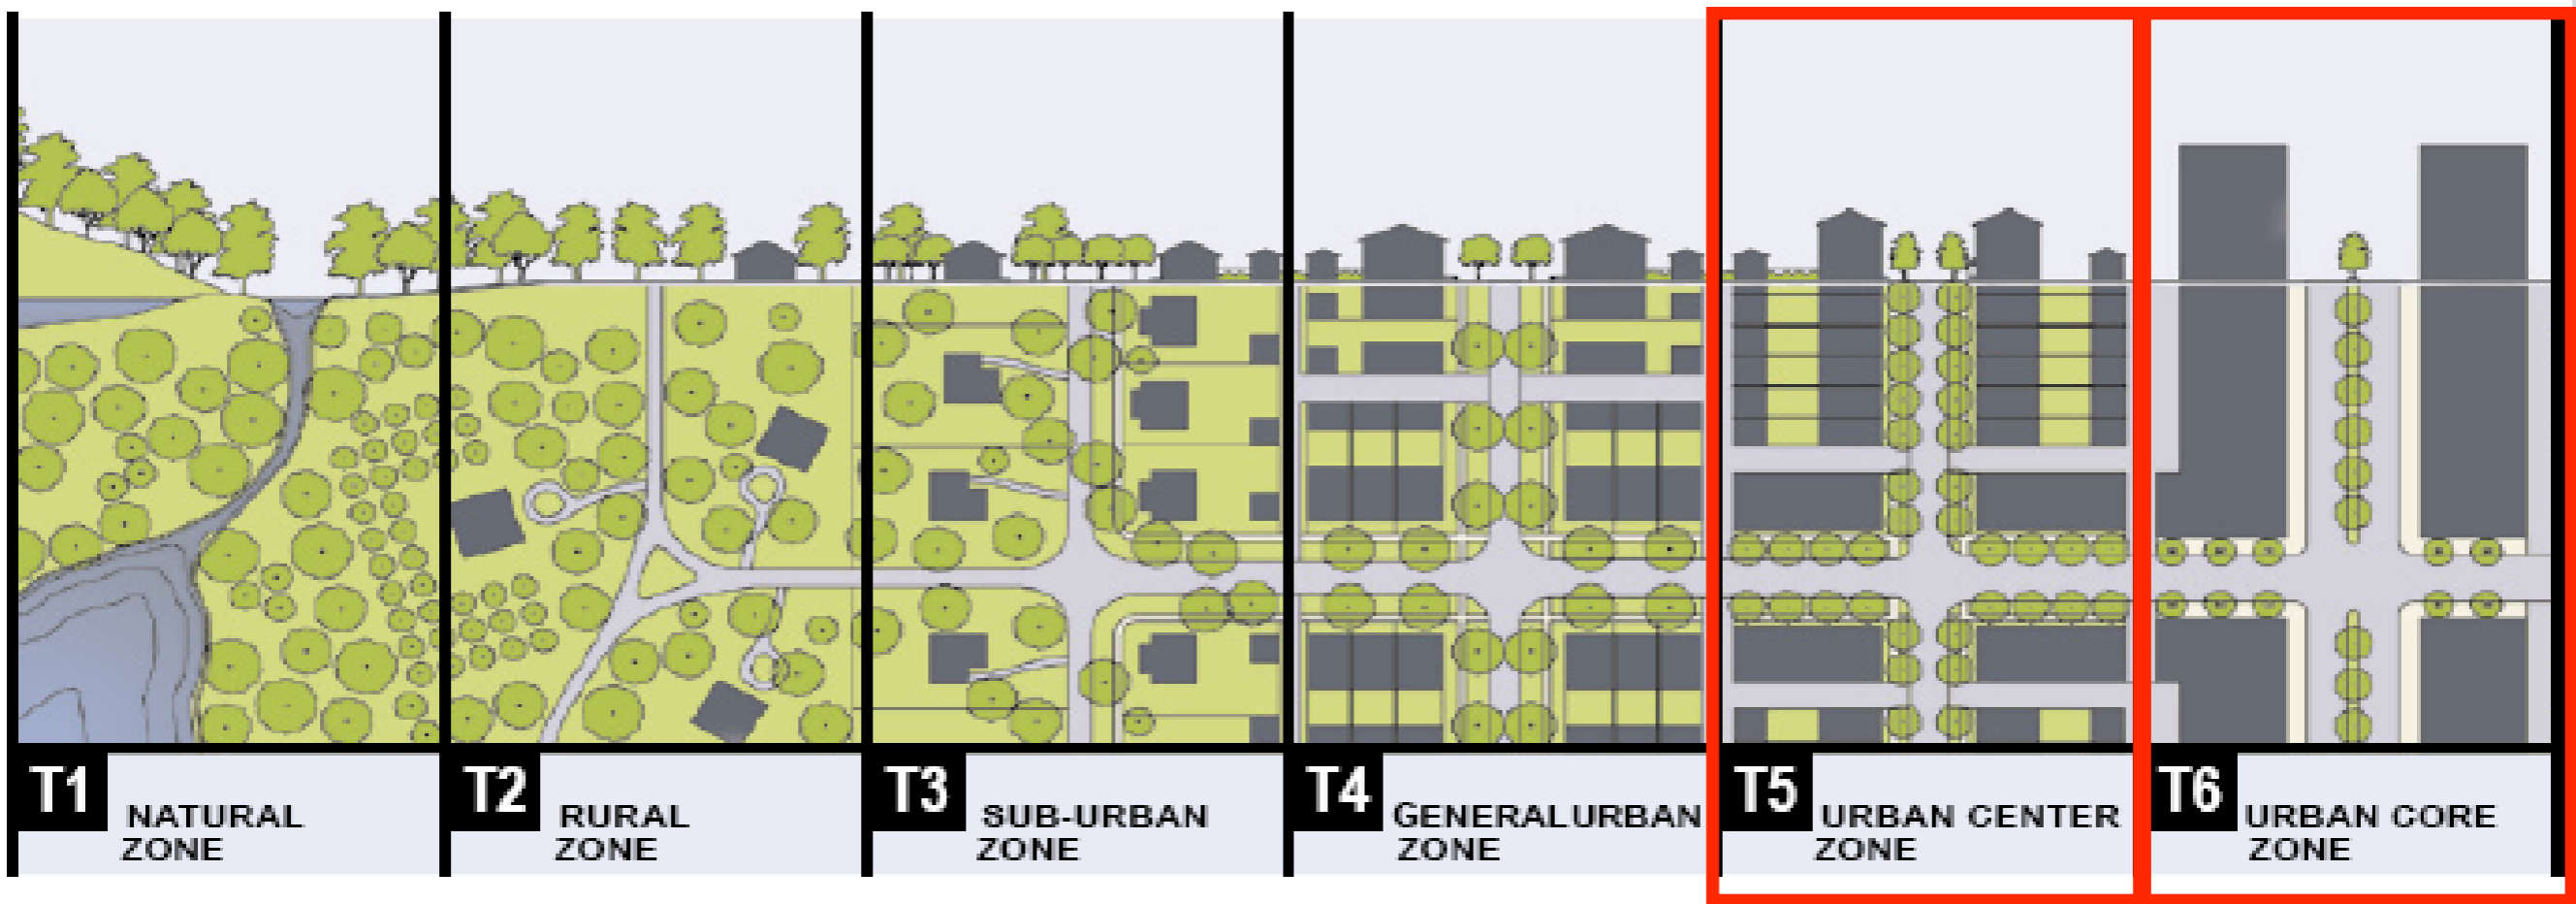 T1 NATURAL
ZONE
T2 RURAL
ZONE
T3 SUB-URBAN
ZONE
T4 GENERAL URBAN
ZONE
T5 URBAN CENTER
ZONE
T6 URBAN CORE
ZONE